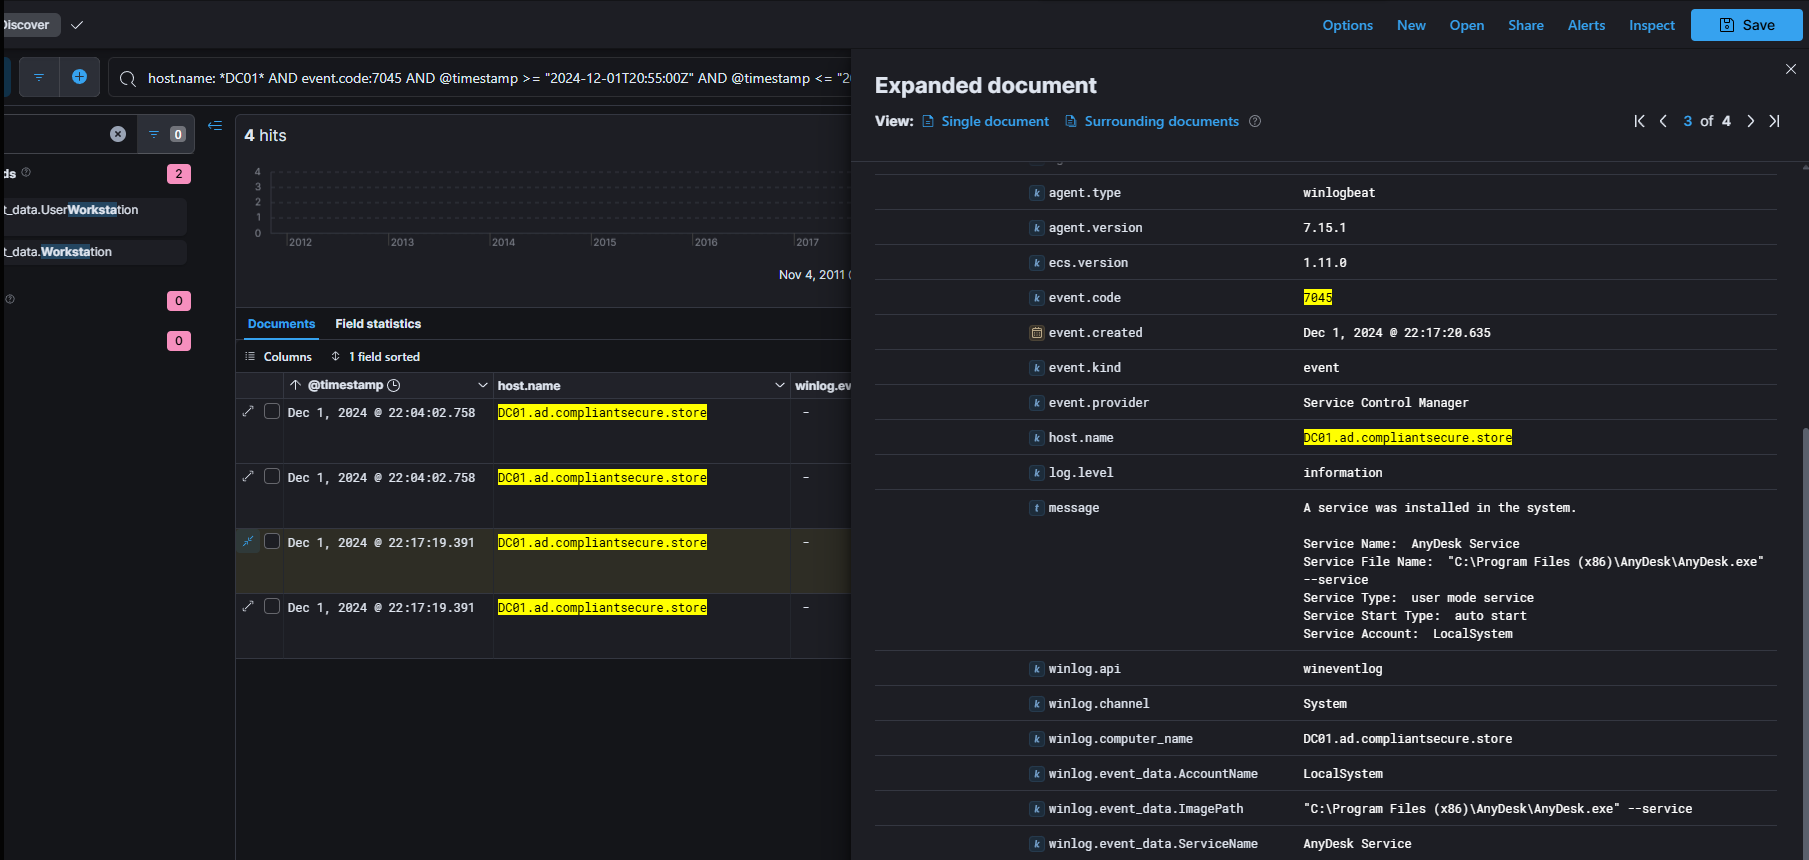 Discover
Options New Open Share Alerts Inspect Save
host.name: *DC01* AND event.code:7045 AND @timestamp >= "2024-12-01T20:55:00Z" AND @timestamp <= "2
0
4 hits
ds 2
t_data.UserWorkstation
t_data.Workstation
0
0
4
3
2
1
0
2012 2013 2014 2015 2016 2017
Nov 4, 2011 (
Documents Field statistics
Columns 1 field sorted
@timestamp host.name winlog.ev
Dec 1, 2024 @ 22:04:02.758 DC01.ad.compliantsecure.store -
Dec 1, 2024 @ 22:04:02.758 DC01.ad.compliantsecure.store -
Dec 1, 2024 @ 22:17:19.391 DC01.ad.compliantsecure.store -
Dec 1, 2024 @ 22:17:19.391 DC01.ad.compliantsecure.store -
Expanded document
View: Single document Surrounding documents 3 of 4
k agent.type winlogbeat
k agent.version 7.15.1
k ecs.version 1.11.0
k event.code 7045
event.created Dec 1, 2024 @ 22:17:20.635
k event.kind event
k event.provider Service Control Manager
k host.name DC01.ad.compliantsecure.store
k log.level information
t message A service was installed in the system.
Service Name: AnyDesk Service
Service File Name: "C:\Program Files (x86)\AnyDesk\AnyDesk.exe"
--service
Service Type: user mode service
Service Start Type: auto start
Service Account: LocalSystem
k winlog.api wineventlog
k winlog.channel System
k winlog.computer_name DC01.ad.compliantsecure.store
k winlog.event_data.AccountName LocalSystem
k winlog.event_data.ImagePath "C:\Program Files (x86)\AnyDesk\AnyDesk.exe" --service
k winlog.event_data.ServiceName AnyDesk Service